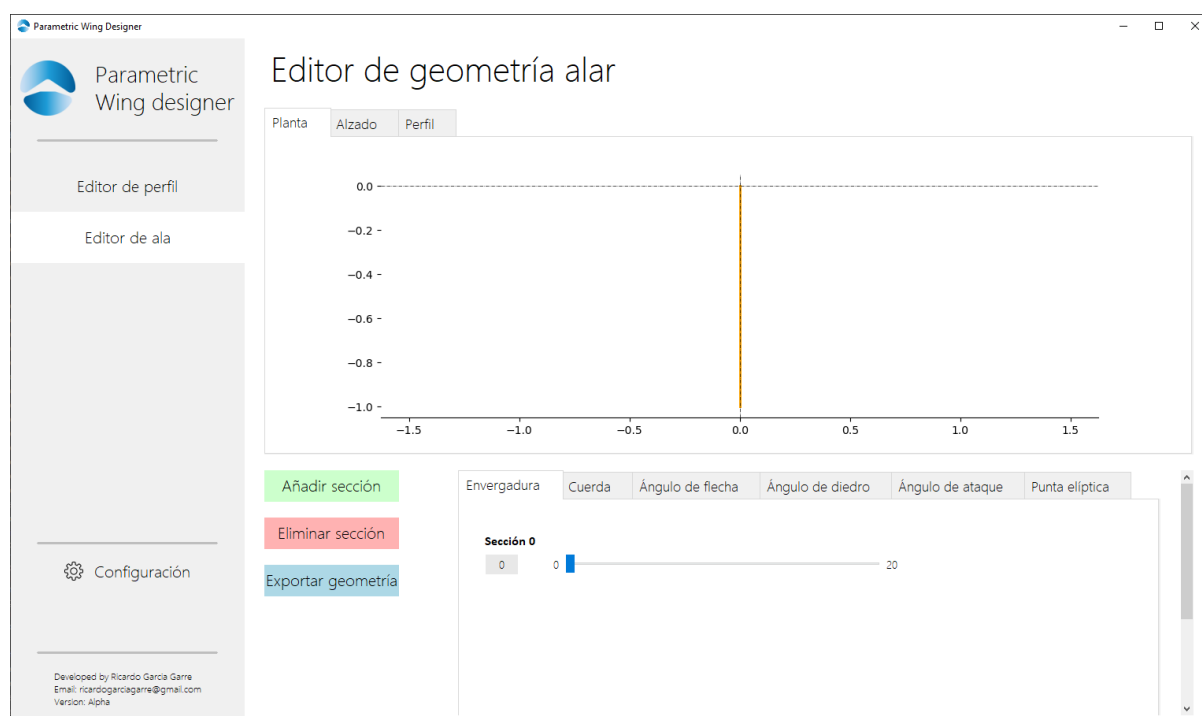 Parametric Wing Designer
Parametric
Wing designer
Editor de perfil
Editor de ala
Configuración
Developed by Ricardo Garcia Garre
Email: ricardogarciagarre@gmail.com
Version: Alpha
Editor de geometría alar
Planta Alzado Perfil
0.0
−0.2
−0.4
−0.6
−0.8
−1.0
−1.5 −1.0 −0.5 0.0 0.5 1.0 1.5
Añadir sección
Eliminar sección
Exportar geometría
Envergadura Cuerda Ángulo de flecha Ángulo de diedro Ángulo de ataque Punta elíptica
Sección 0
0 0 20